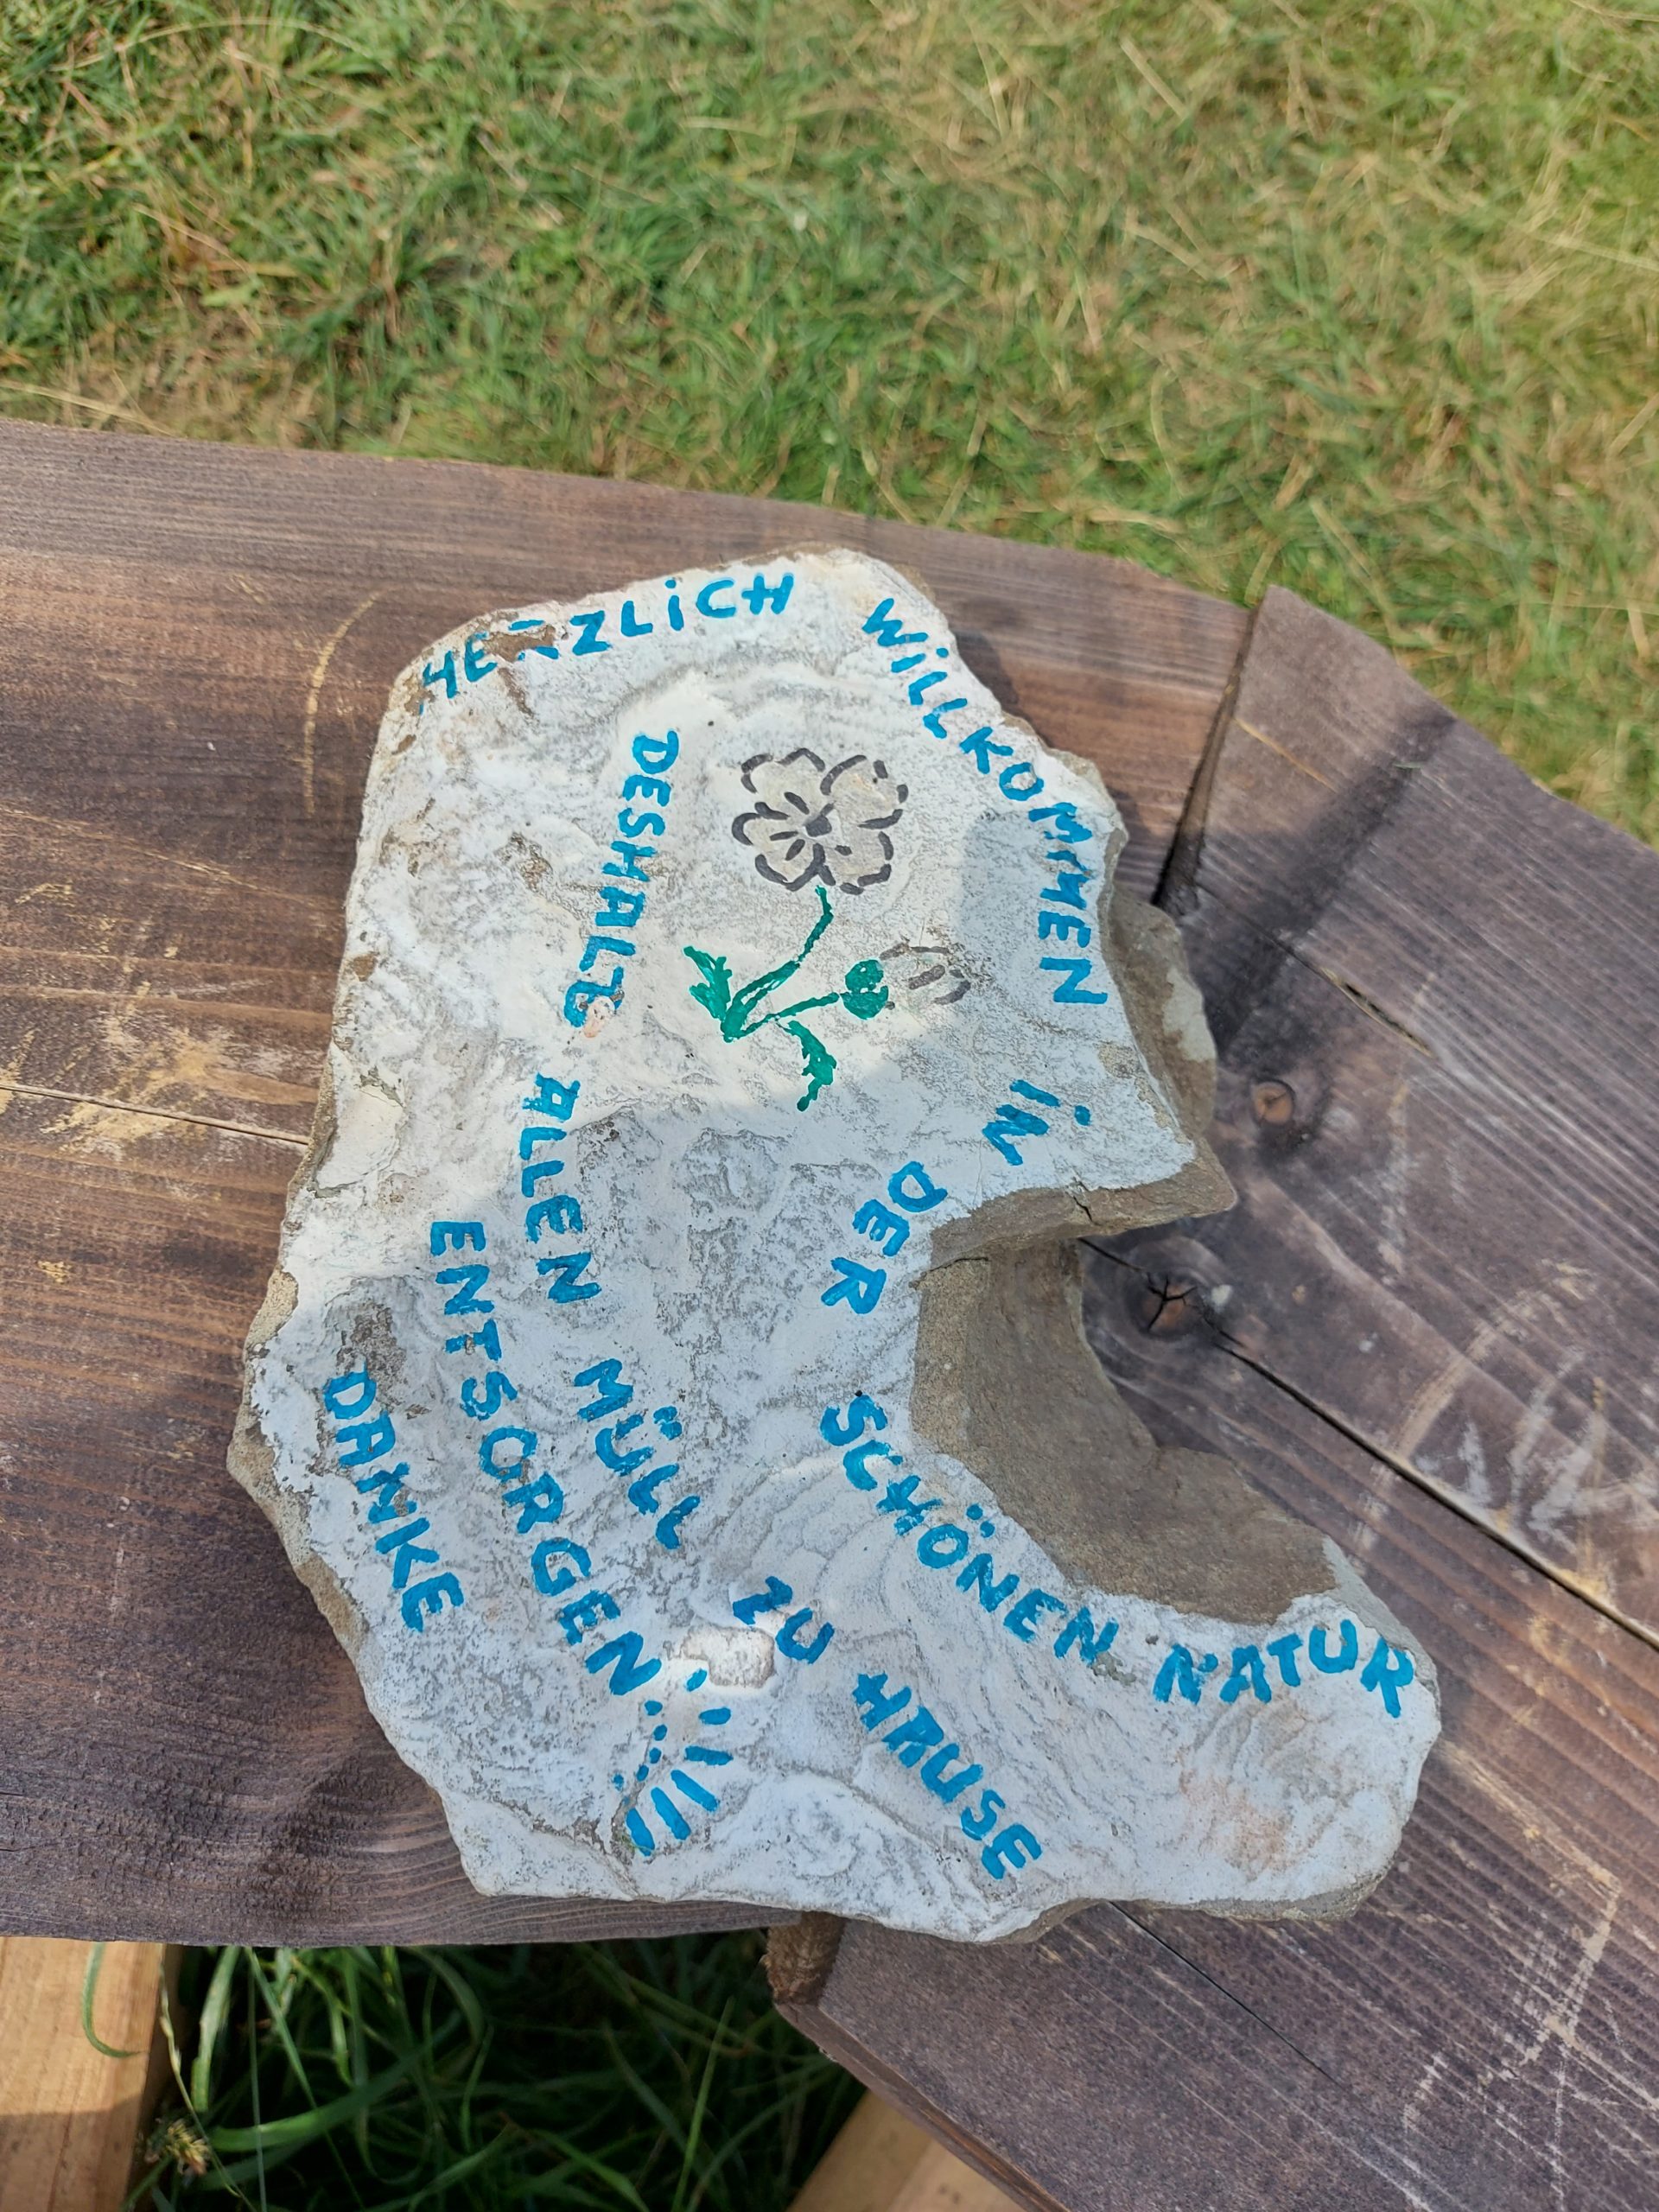 HERZLICH WILLKOMMEN
IN DER
SCHÖNEN NATUR
DESHALB ALLEN MÜLL ZU HAUSE
ENTSORGEN...!!!!!
DANKE